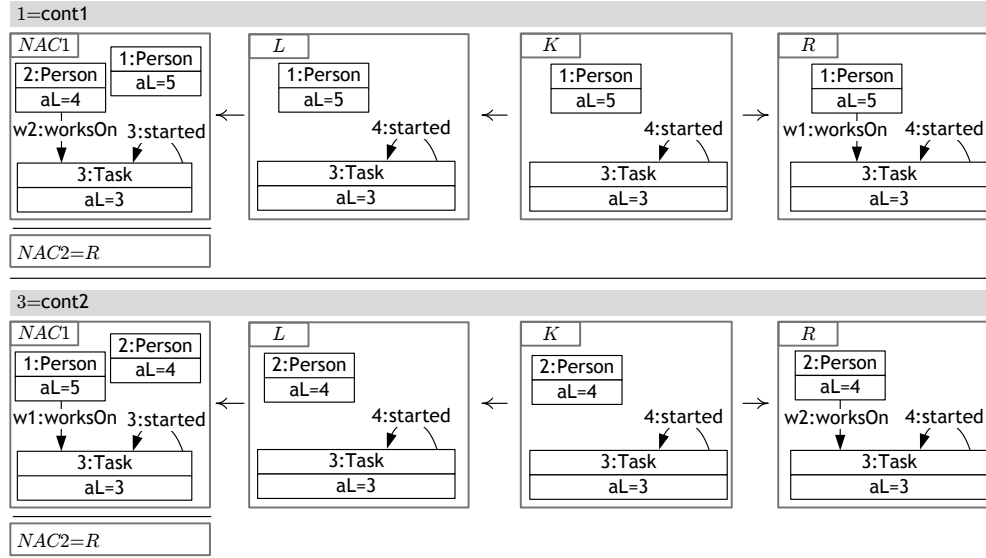 1=cont1
NAC1
2:Person
aL=4
1:Person
aL=5
w2:worksOn 3:started
3:Task
aL=3
L
1:Person
aL=5
4:started
3:Task
aL=3
K
1:Person
aL=5
4:started
3:Task
aL=3
R
1:Person
aL=5
w1:worksOn 4:started
3:Task
aL=3
NAC2=R
3=cont2
NAC1
1:Person
aL=5
2:Person
aL=4
w1:worksOn 3:started
3:Task
aL=3
L
2:Person
aL=4
4:started
3:Task
aL=3
K
2:Person
aL=4
4:started
3:Task
aL=3
R
2:Person
aL=4
w2:worksOn 4:started
3:Task
aL=3
NAC2=R